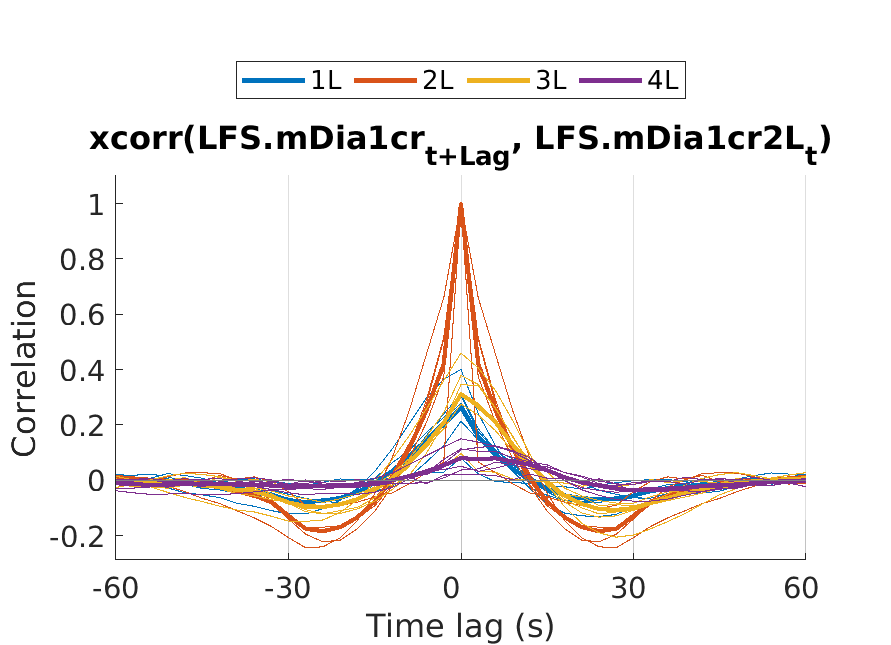 1L 2L 3L 4L
xcorr(LFS.mDia1cr_{t+Lag}, LFS.mDia1cr2L_t)
1
0.8
0.6
0.4
0.2
0
-0.2
Correlation
-60 -30 0 30 60
Time lag (s)